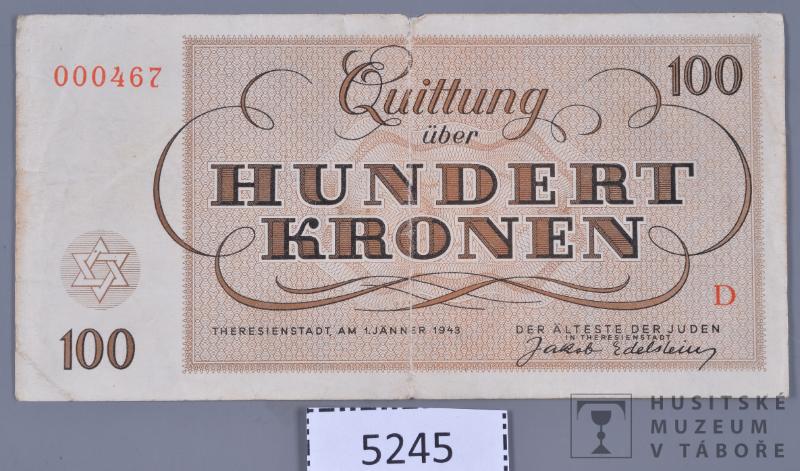 000467
Quittung
100
über
HUNDERT
KRONEN
D
100
THERESIENSTADT, AM 1. JÄNNER 1943
DER ÄLTESTE DER JUDEN
IN THERESIENSTADT
Jakob Edelstein
5245
HUSITSKÉ
MUZEUM
V TÁBOŘE